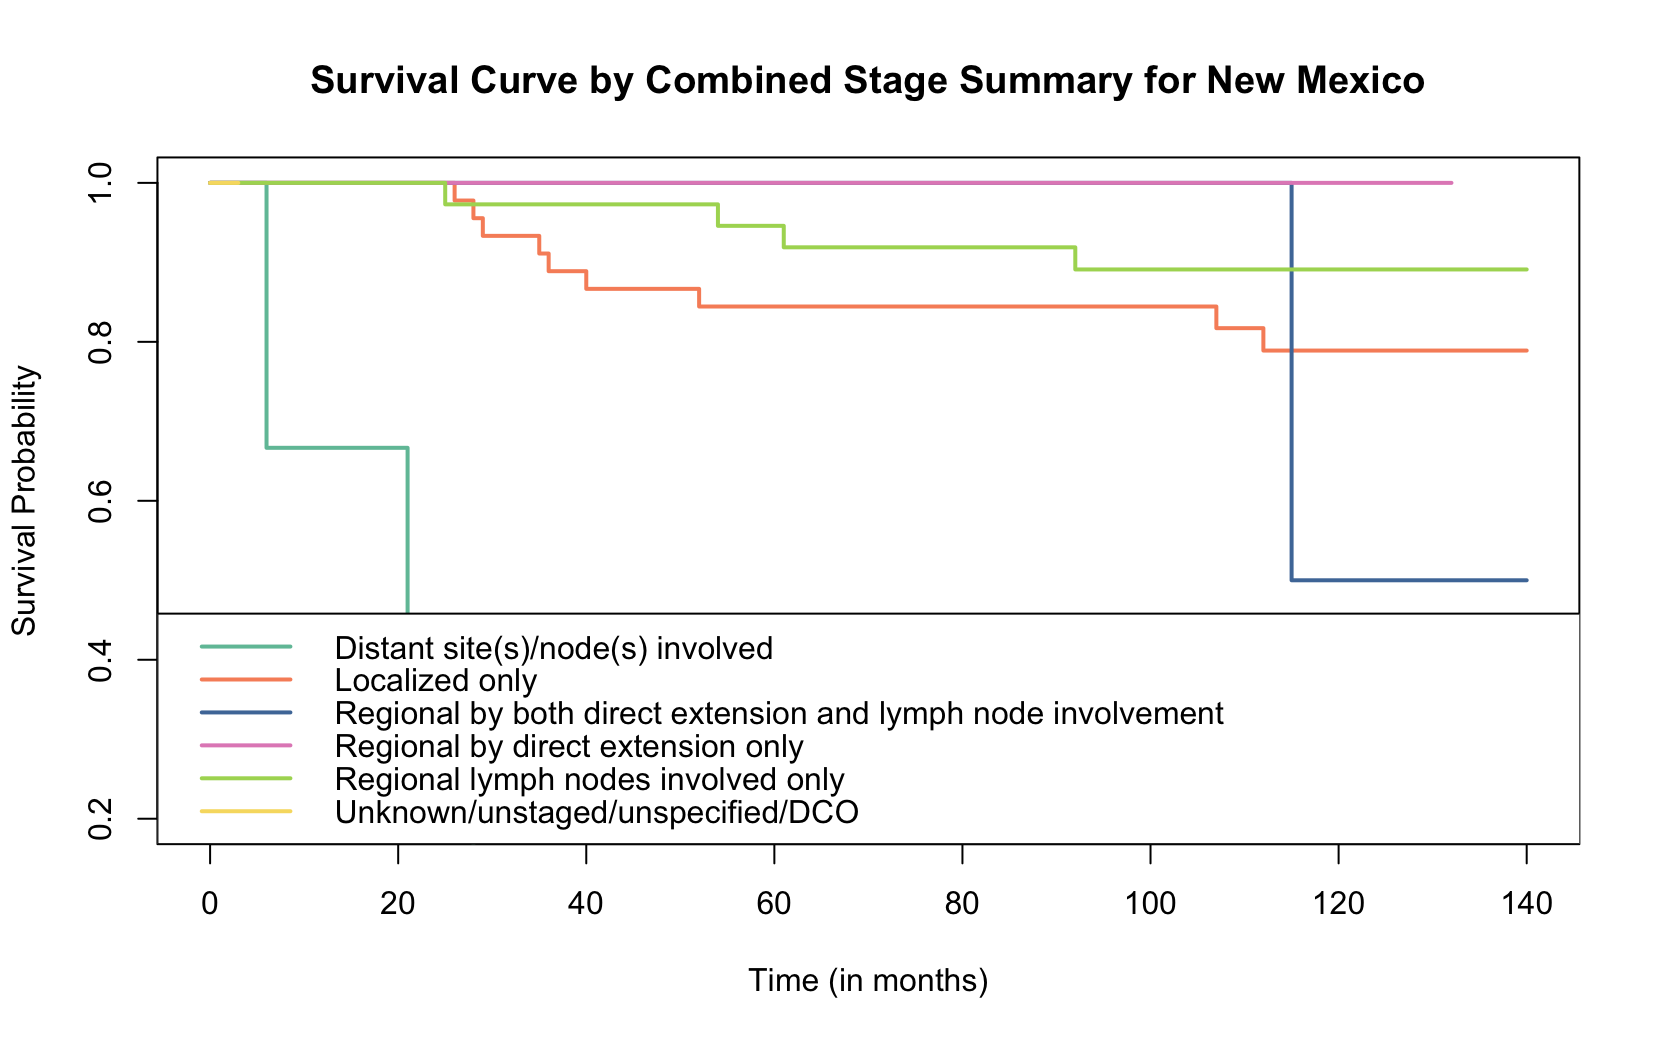 Survival Curve by Combined Stage Summary for New Mexico
Survival Probability
1.0
0.8
0.6
0.4
0.2
Distant site(s)/node(s) involved
Localized only
Regional by both direct extension and lymph node involvement
Regional by direct extension only
Regional lymph nodes involved only
Unknown/unstaged/unspecified/DCO
0 20 40 60 80 100 120 140
Time (in months)